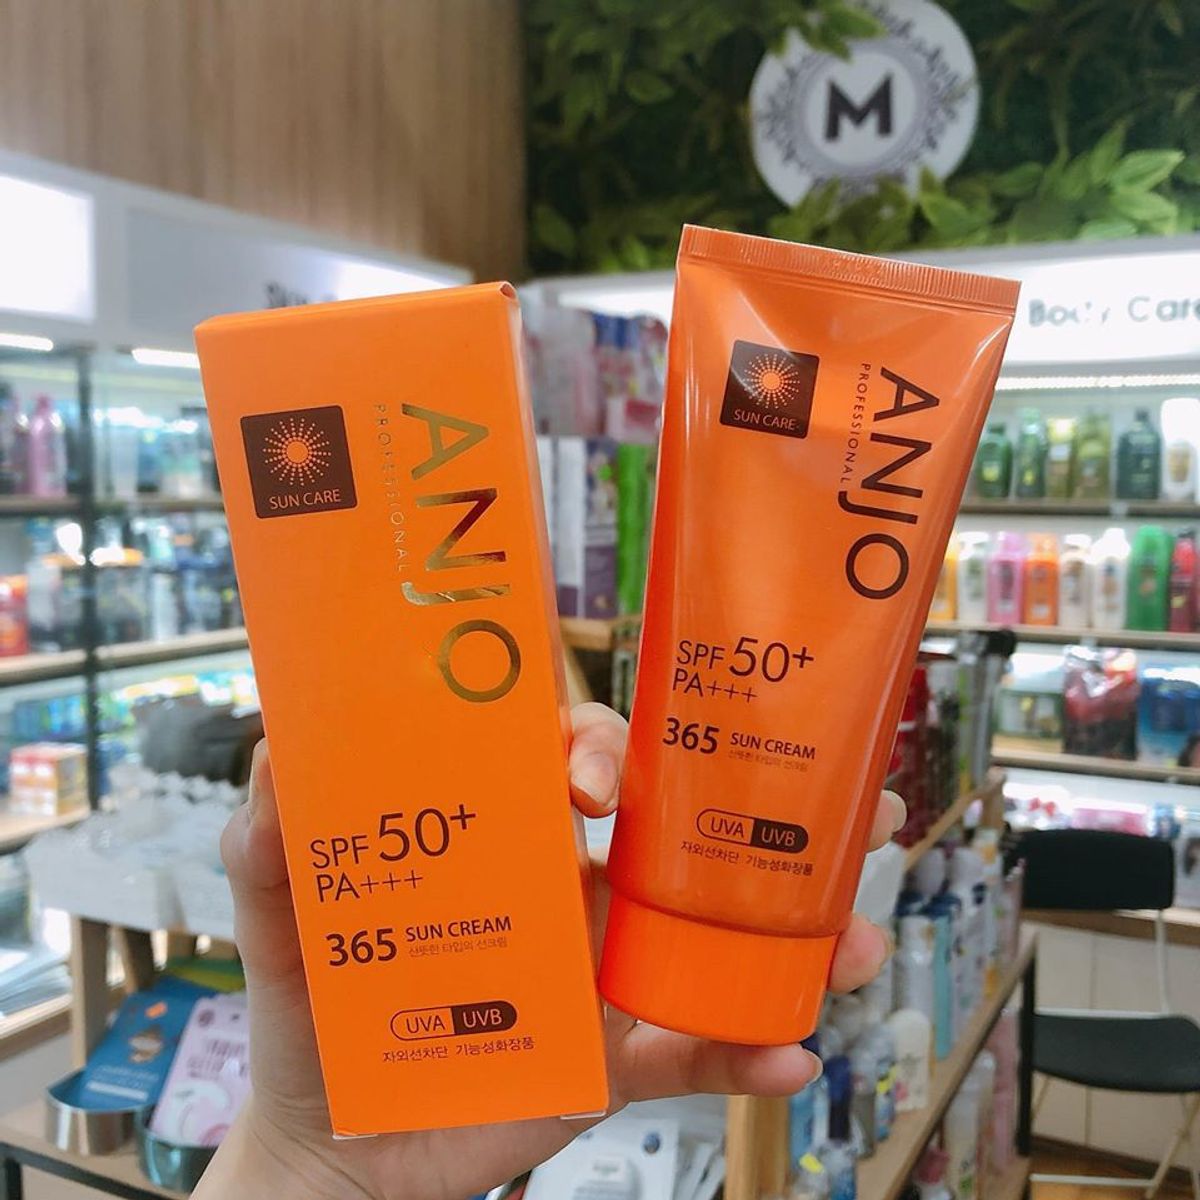 M
Body Care
SUN CARE
ANJO
PROFESSIONAL
SPF 50+
PA+++
365 SUN CREAM
산뜻한 타입의 선크림
UVA UVB
자외선차단 기능성화장품
SUN CARE
ANJO
PROFESSIONAL
SPF 50+
PA+++
365 SUN CREAM
산뜻한 타입의 선크림
UVA UVB
자외선차단 기능성화장품